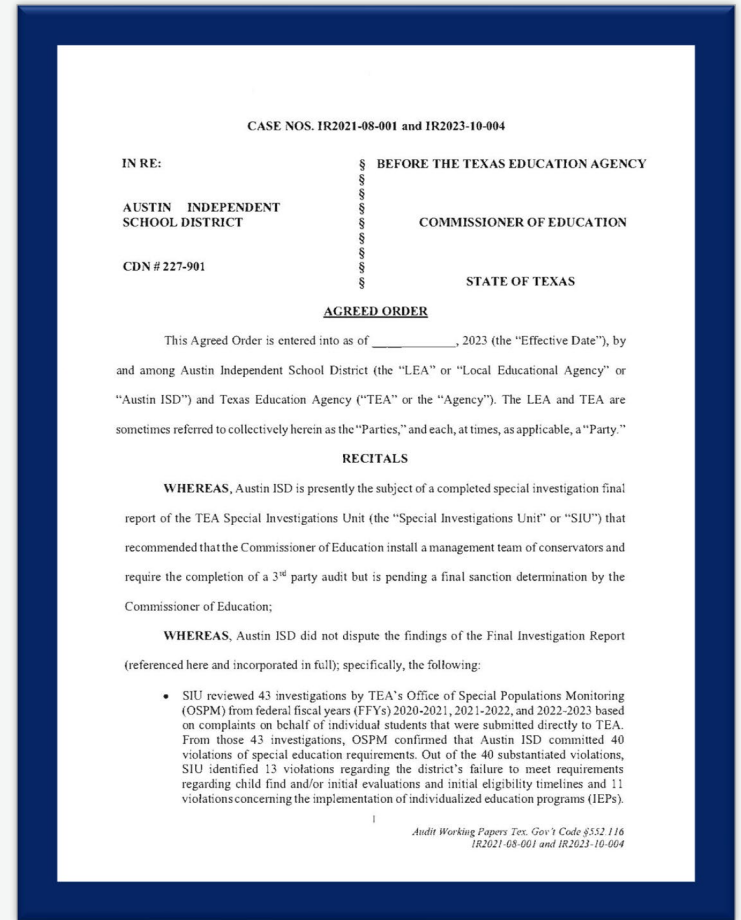 CASE NOS. IR2021-08-001 and IR2023-10-004
IN RE: § BEFORE THE TEXAS EDUCATION AGENCY
§
§
AUSTIN INDEPENDENT §
SCHOOL DISTRICT § COMMISSIONER OF EDUCATION
§
§
CDN # 227-901 §
§ STATE OF TEXAS
AGREED ORDER
This Agreed Order is entered into as of ____________, 2023 (the “Effective Date”), by
and among Austin Independent School District (the “LEA” or “Local Educational Agency” or
“Austin ISD”) and Texas Education Agency (“TEA” or the “Agency”). The LEA and TEA are
sometimes referred to collectively herein as the “Parties,” and each, at times, as applicable, a “Party.”
RECITALS
WHEREAS, Austin ISD is presently the subject of a completed special investigation final
report of the TEA Special Investigations Unit (the “Special Investigations Unit” or “SIU”) that
recommended that the Commissioner of Education install a management team of conservators and
require the completion of a 3rd party audit but is pending a final sanction determination by the
Commissioner of Education;
WHEREAS, Austin ISD did not dispute the findings of the Final Investigation Report
(referenced here and incorporated in full); specifically, the following:
• SIU reviewed 43 investigations by TEA’s Office of Special Populations Monitoring
(OSPM) from federal fiscal years (FFYs) 2020-2021, 2021-2022, and 2022-2023 based
on complaints on behalf of individual students that were submitted directly to TEA.
From those 43 investigations, OSPM confirmed that Austin ISD committed 40
violations of special education requirements. Out of the 40 substantiated violations,
SIU identified 13 violations regarding the district’s failure to meet requirements
regarding child find and/or initial evaluations and initial eligibility timelines and 11
violations concerning the implementation of individualized education programs (IEPs).
1
Audit Working Papers Tex. Gov’t Code §552.116
IR2021-08-001 and IR2023-10-004